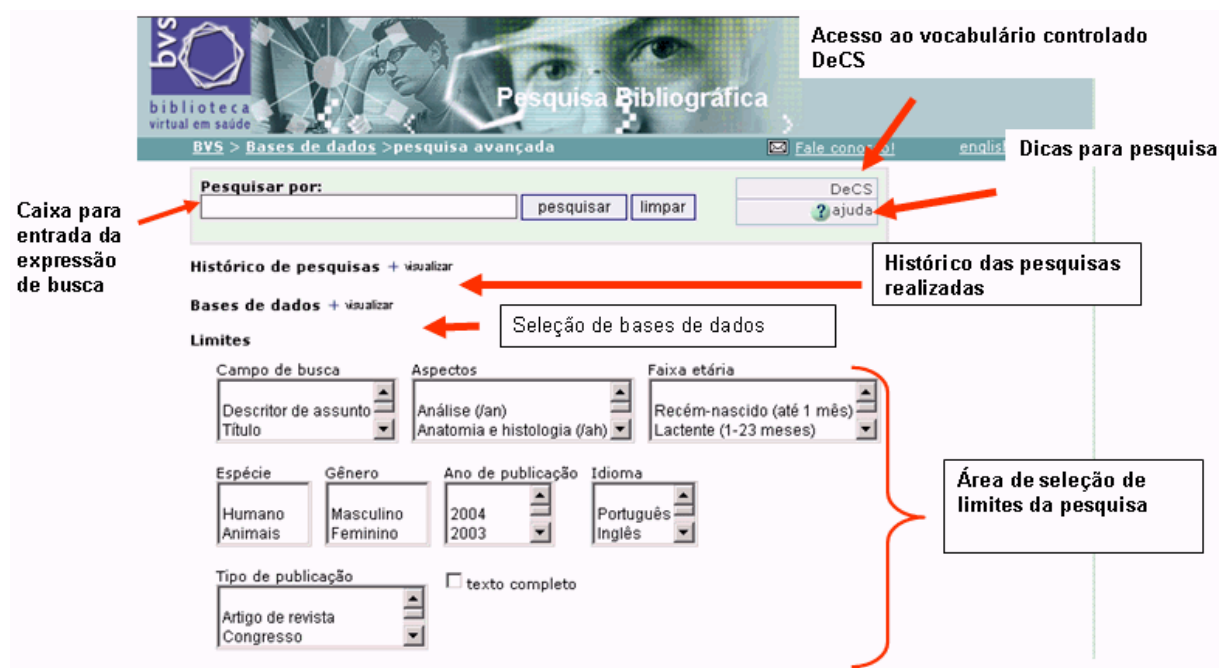 bvs
biblioteca
virtual em saúde
Pesquisa Bibliográfica
Acesso ao vocabulário controlado
DeCS
BVS > Bases de dados >pesquisa avançada
Fale conosco!
english
Dicas para pesquisa
Pesquisar por:
pesquisar
limpar
DeCS
? ajuda
Caixa para
entrada da
expressão
de busca
Histórico de pesquisas + visualizar
Histórico das pesquisas
realizadas
Bases de dados + visualizar
Seleção de bases de dados
Limites
Campo de busca
Descritor de assunto
Título
Aspectos
Análise (/an)
Anatomia e histologia (/ah)
Faixa etária
Recém-nascido (até 1 mês)
Lactente (1-23 meses)
Espécie
Humano
Animais
Gênero
Masculino
Feminino
Ano de publicação
2004
2003
Idioma
Português
Inglês
Área de seleção de
limites da pesquisa
Tipo de publicação
Artigo de revista
Congresso
texto completo